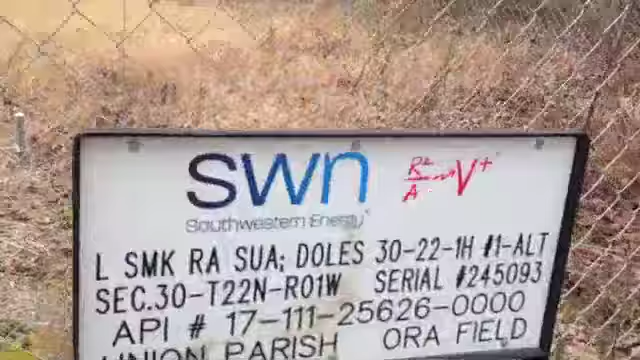 swn
Southwestern Energy
L SMK RA SUA; DOLES 30-22-1H #1-ALT
SEC.30-T22N-R01W SERIAL #245093
API # 17-111-25626-0000
UNION PARISH ORA FIELD